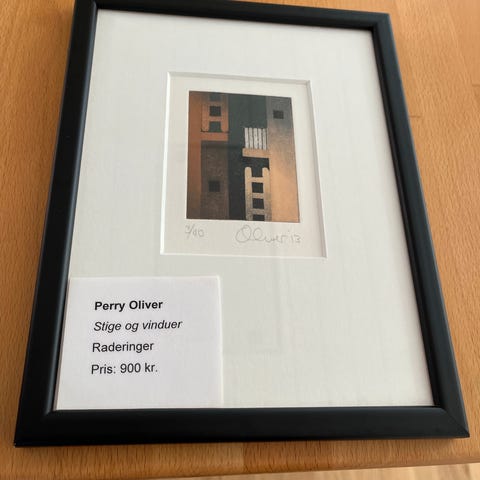 3/40
Oliver '13
Perry Oliver
Stige og vinduer
Raderinger
Pris: 900 kr.